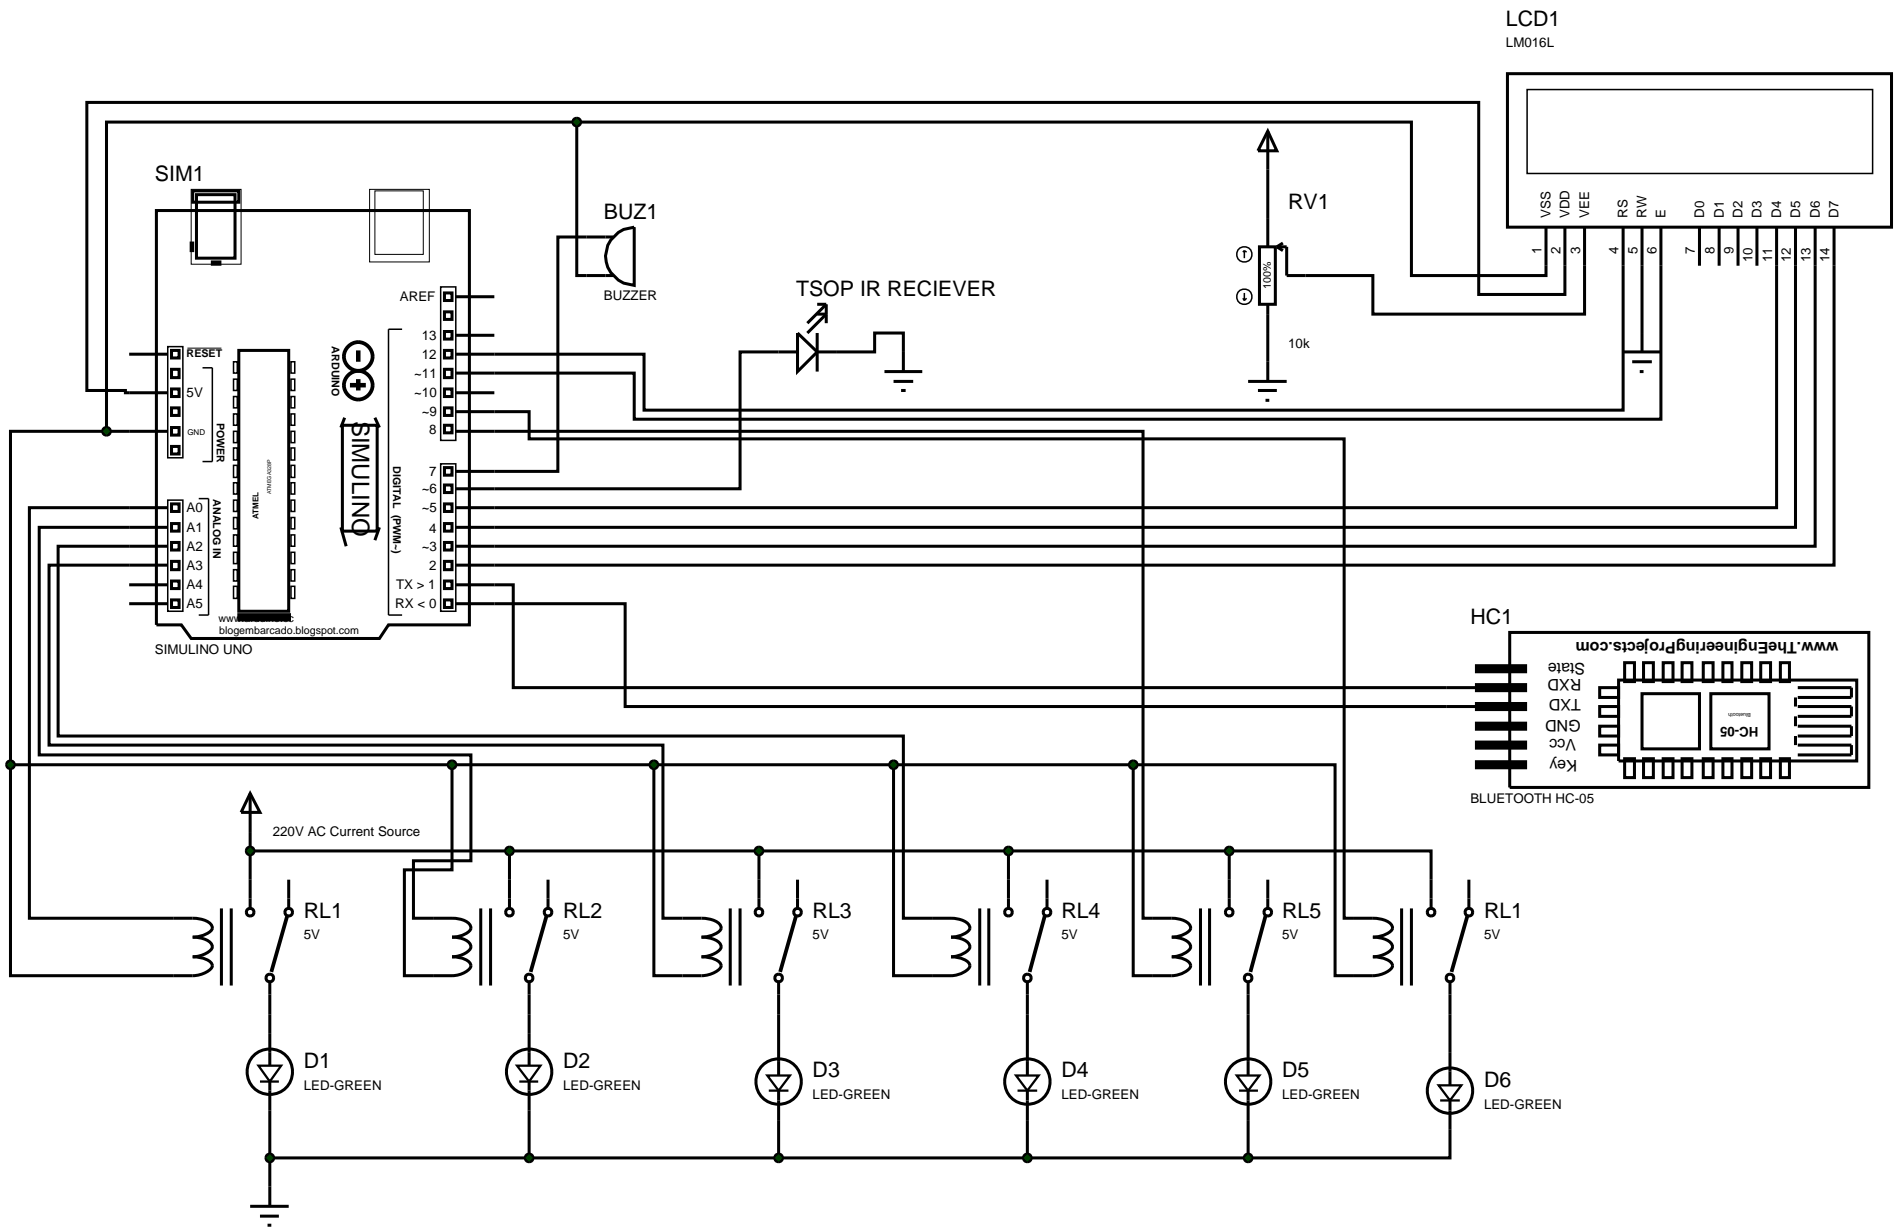 LCD1
LM016L
VSS
VDD
VEE
RS
RW
E
D0
D1
D2
D3
D4
D5
D6
D7
1
2
3
4
5
6
7
8
9
10
11
12
13
14
SIM1
BUZ1
BUZZER
TSOP IR RECIEVER
RV1
100%
10k
AREF
13
12
~11
~10
~9
8
7
~6
~5
4
~3
2
TX > 1
RX < 0
RESET
5V
GND
POWER
A0
A1
A2
A3
A4
A5
ANALOG IN
ATMEL
ARDUINO
SIMULINO
DIGITAL (PWM~)
blogembarcado.blogspot.com
SIMULINO UNO
HC1
www.TheEngineeringProjects.com
State
RXD
TXD
GND
Vcc
Key
HC-05
Bluetooth
BLUETOOTH HC-05
220V AC Current Source
RL1
5V
RL2
5V
RL3
5V
RL4
5V
RL5
5V
RL1
5V
D1
LED-GREEN
D2
LED-GREEN
D3
LED-GREEN
D4
LED-GREEN
D5
LED-GREEN
D6
LED-GREEN